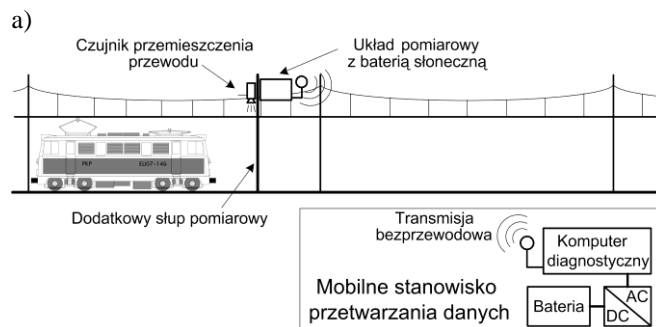 a)
Czujnik przemieszczenia
przewodu
Układ pomiarowy
z baterią słoneczną
PKP
EU07-146
Dodatkowy słup pomiarowy
Transmisja
bezprzewodowa
Komputer
diagnostyczny
Mobilne stanowisko
przetwarzania danych
Bateria
AC
DC